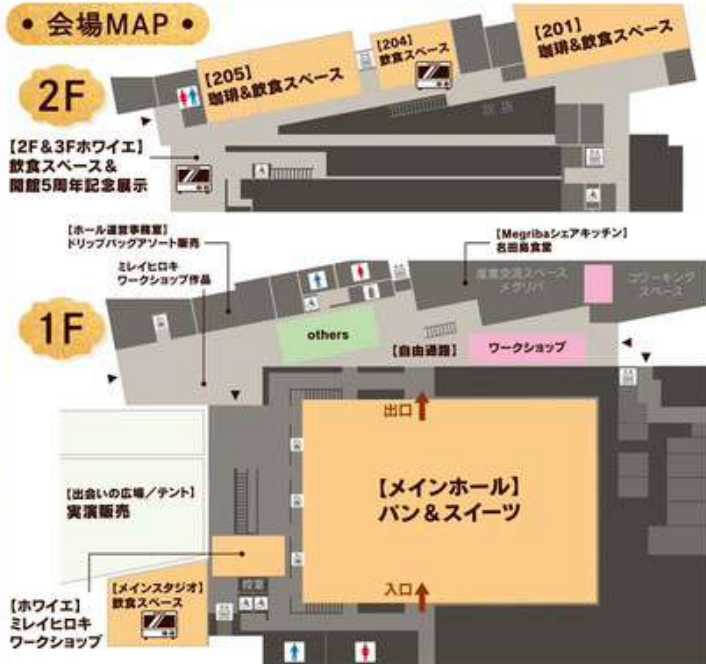 会場MAP
2F
【205】
珈琲&飲食スペース
【204】
飲食スペース
【201】
珈琲&飲食スペース
【2F&3Fホワイエ】
飲食スペース&
開館5周年記念展示
1F
【ホール運営事務室】
ドリップバッグアソート販売
ミレイヒロキ
ワークショップ作品
【Megribaシェアキッチン】
名田島食堂
産業交流スペース
メグリバ
コワーキング
スペース
others
【自由通路】
ワークショップ
出口
【メインホール】
パン&スイーツ
入口
【出会いの広場/テント】
実演販売
【ホワイエ】
ミレイヒロキ
ワークショップ
【メインスタジオ】
飲食スペース
控室